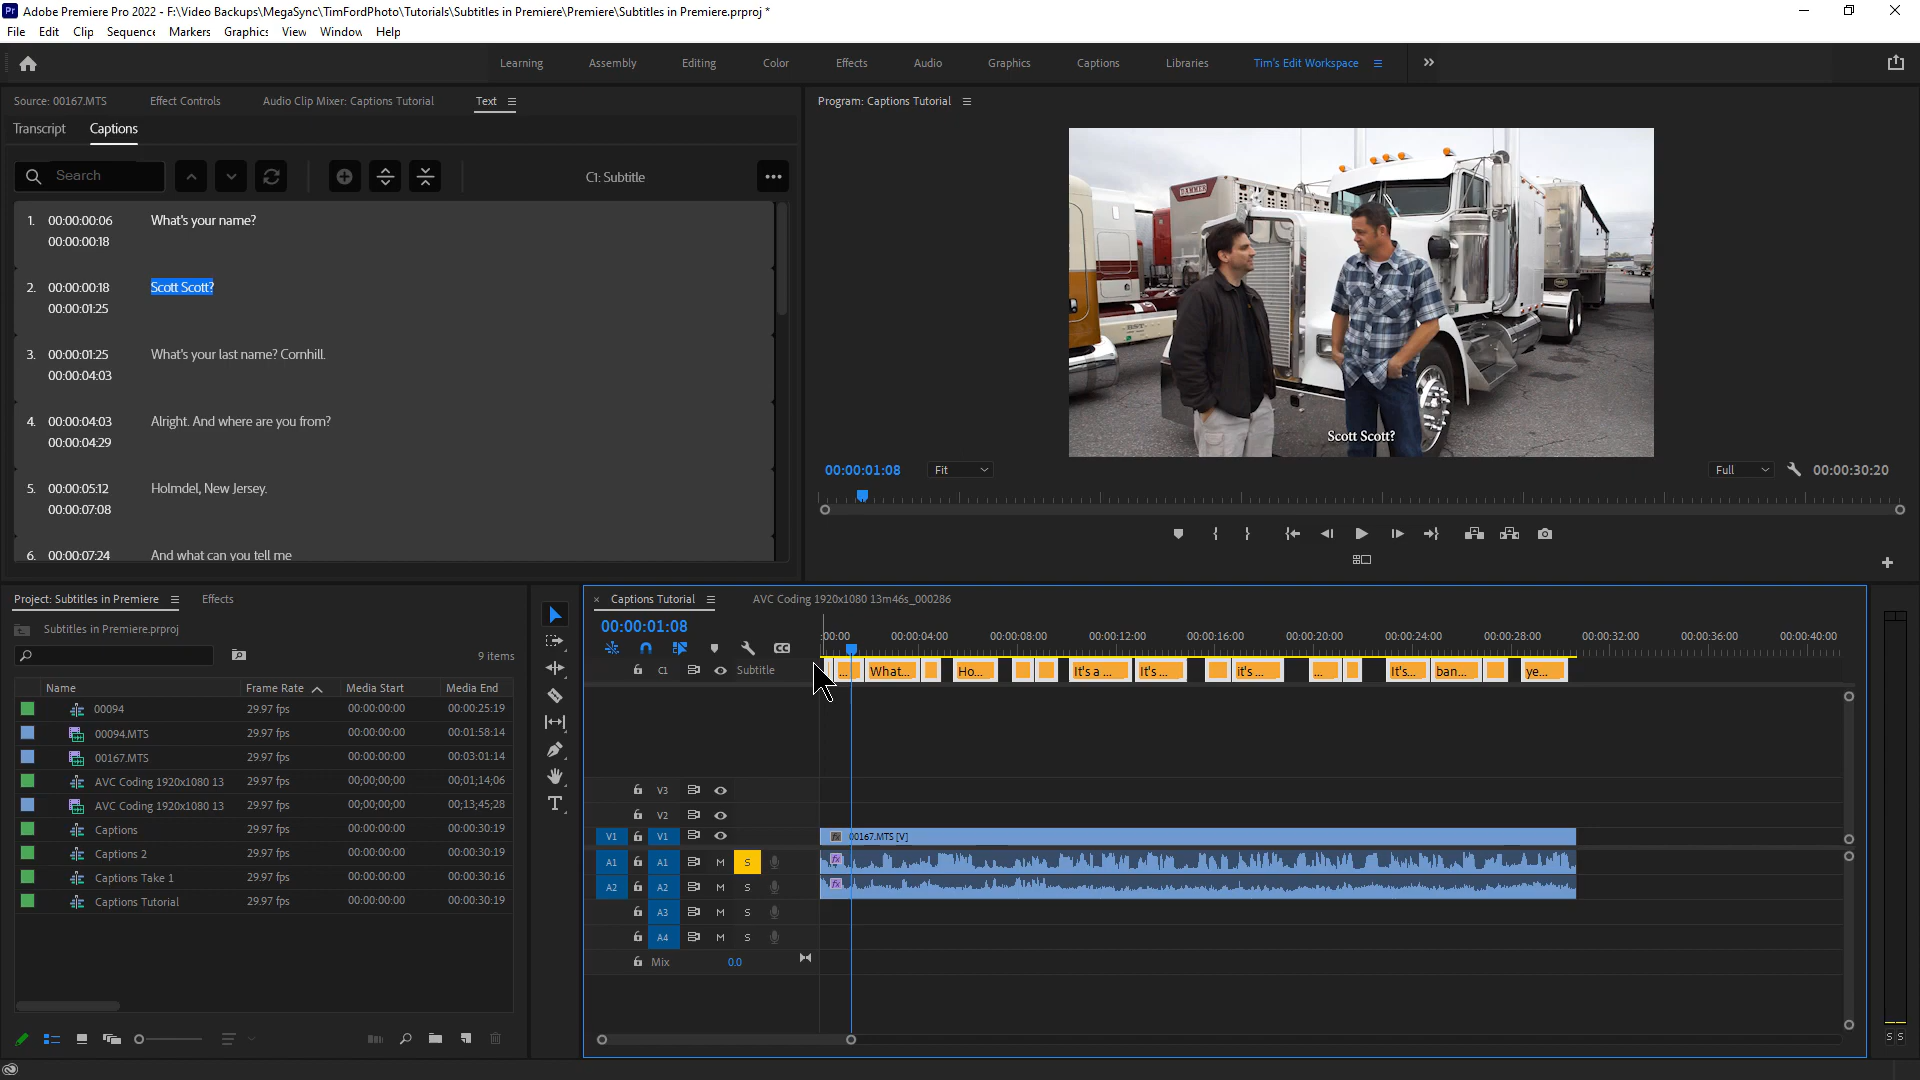 Adobe Premiere Pro 2022 - F:\Video Backups\MegaSync\TimFordPhoto\Tutorials\Subtitles in Premiere\Premiere\Subtitles in Premiere.prproj *
File Edit Clip Sequence Markers Graphics View Window Help
Learning Assembly Editing Color Effects Audio Graphics Captions Libraries Tim's Edit Workspace
Source: 00167.MTS Effect Controls Audio Clip Mixer: Captions Tutorial Text
Transcript Captions
Search C1: Subtitle
1. 00:00:00:06 What's your name?
00:00:00:18
2. 00:00:00:18 Scott Scott?
00:00:01:25
3. 00:00:01:25 What's your last name? Cornhill.
00:00:04:03
4. 00:00:04:03 Alright. And where are you from?
00:00:04:29
5. 00:00:05:12 Holmdel, New Jersey.
00:00:07:08
6. 00:00:07:24 And what can you tell me
Program: Captions Tutorial
Scott Scott?
00:00:01:08 Fit Full 00:00:30:20
Project: Subtitles in Premiere Effects
Subtitles in Premiere.prproj
9 items
Name Frame Rate Media Start Media End
00094 29.97 fps 00:00:00:00 00:00:25:19
00094.MTS 29.97 fps 00:00:00:00 00:01:58:14
00167.MTS 29.97 fps 00:00:00:00 00:03:01:14
AVC Coding 1920x1080 13 29.97 fps 00;00;00;00 00;01;14;06
AVC Coding 1920x1080 13 29.97 fps 00;00;00;00 00;13;45;28
Captions 29.97 fps 00:00:00:00 00:00:30:19
Captions 2 29.97 fps 00:00:00:00 00:00:30:19
Captions Take 1 29.97 fps 00:00:00:00 00:00:30:16
Captions Tutorial 29.97 fps 00:00:00:00 00:00:30:19
× Captions Tutorial AVC Coding 1920x1080 13m46s_000286
00:00:01:08
:00:00 00:00:04:00 00:00:08:00 00:00:12:00 00:00:16:00 00:00:20:00 00:00:24:00 00:00:28:00 00:00:32:00 00:00:36:00 00:00:40:00
C1 Subtitle ... What... Ho... It's a ... It's ... it's ... ... It's... ban... ye...
V3
V2
V1 V1 fx 00167.MTS [V]
A1 A1 M S fx
A2 A2 M S fx
A3 M S
A4 M S
Mix 0.0
S S